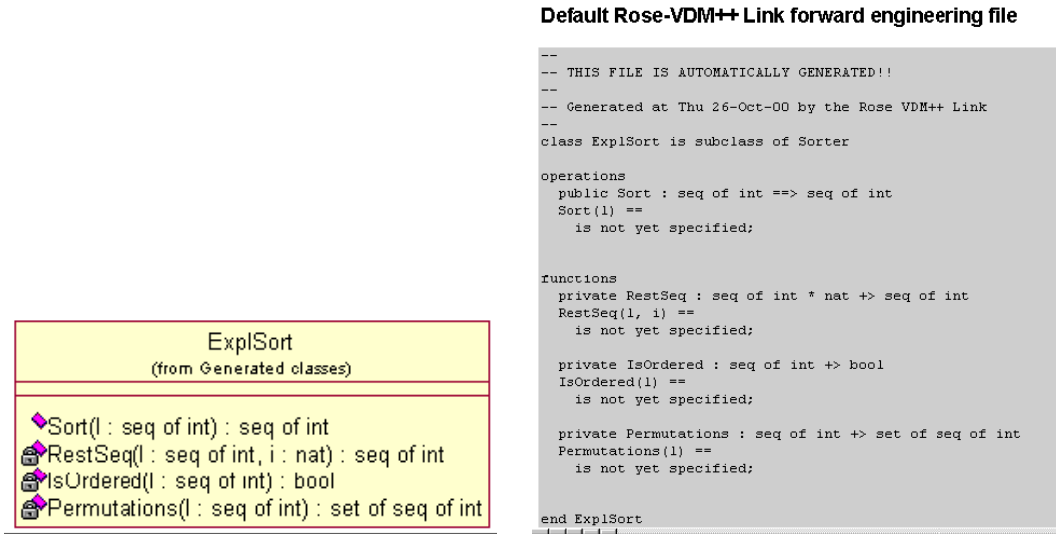 Default Rose-VDM++ Link forward engineering file
--
-- THIS FILE IS AUTOMATICALLY GENERATED!!
--
-- Generated at Thu 26-Oct-00 by the Rose VDM++ Link
--
class ExplSort is subclass of Sorter
operations
public Sort : seq of int ==> seq of int
Sort(l) ==
is not yet specified;
functions
private RestSeq : seq of int * nat +> seq of int
RestSeq(l, i) ==
is not yet specified;
private IsOrdered : seq of int +> bool
IsOrdered(l) ==
is not yet specified;
private Permutations : seq of int +> set of seq of int
Permutations(l) ==
is not yet specified;
end ExplSort
ExplSort
(from Generated classes)
Sort(l : seq of int) : seq of int
RestSeq(l : seq of int, i : nat) : seq of int
IsOrdered(l : seq of int) : bool
Permutations(l : seq of int) : set of seq of int